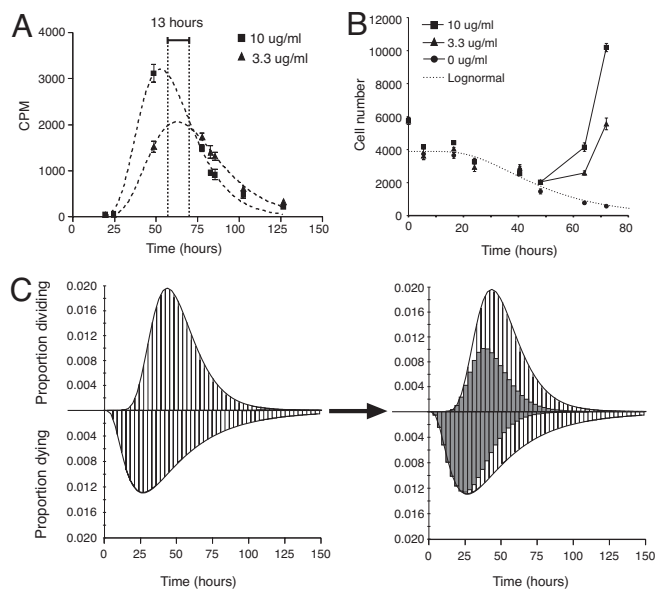 A
13 hours
10 ug/ml
3.3 ug/ml
CPM
4000
3000
2000
1000
0
0 25 50 75 100 125 150
Time (hours)
B
10 ug/ml
3.3 ug/ml
0 ug/ml
Lognormal
Cell number
12000
10000
8000
6000
4000
2000
0
0 20 40 60 80
Time (hours)
C
Proportion dividing
Proportion dying
0.020
0.016
0.012
0.008
0.004
0.004
0.008
0.012
0.016
0.020
0 25 50 75 100 125 150
Time (hours)
0.020
0.016
0.012
0.008
0.004
0.004
0.008
0.012
0.016
0.020
0 25 50 75 100 125 150
Time (hours)